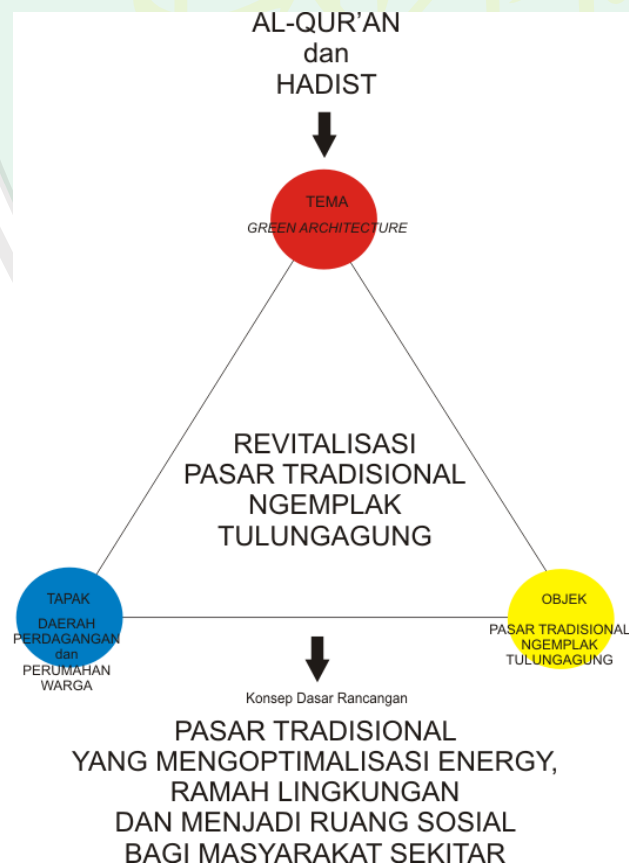 AL-QUR'AN
dan
HADIST
TEMA
GREEN ARCHITECTURE
REVITALISASI
PASAR TRADISIONAL
NGEMPLAK
TULUNGAGUNG
TAPAK
DAERAH
PERDAGANGAN
dan
PERUMAHAN
WARGA
OBJEK
PASAR TRADISIONAL
NGEMPLAK
TULUNGAGUNG
Konsep Dasar Rancangan
PASAR TRADISIONAL
YANG MENGOPTIMALISASI ENERGY,
RAMAH LINGKUNGAN
DAN MENJADI RUANG SOSIAL
BAGI MASYARAKAT SEKITAR